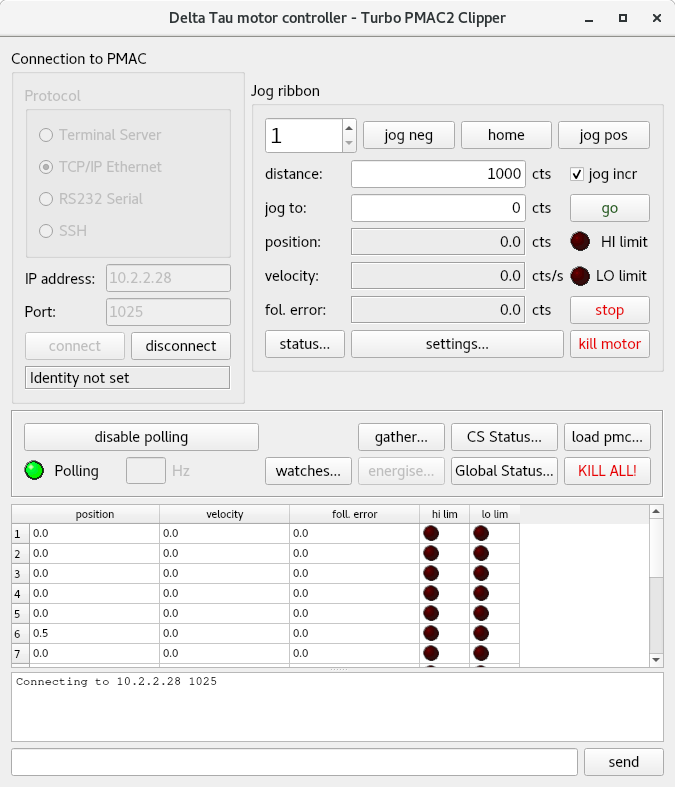 Delta Tau motor controller - Turbo PMAC2 Clipper
Connection to PMAC
Protocol
Terminal Server
TCP/IP Ethernet
RS232 Serial
SSH
IP address: 10.2.2.28
Port: 1025
connect disconnect
Identity not set
Jog ribbon
1 jog neg home jog pos
distance: 1000 cts jog incr
jog to: 0 cts go
position: 0.0 cts HI limit
velocity: 0.0 cts/s LO limit
fol. error: 0.0 cts stop
status... settings... kill motor
disable polling gather... CS Status... load pmc...
Polling Hz watches... energise... Global Status... KILL ALL!
position velocity foll. error hi lim lo lim
1 0.0 0.0 0.0
2 0.0 0.0 0.0
3 0.0 0.0 0.0
4 0.0 0.0 0.0
5 0.0 0.0 0.0
6 0.5 0.0 0.0
7 0.0 0.0 0.0
Connecting to 10.2.2.28 1025
send